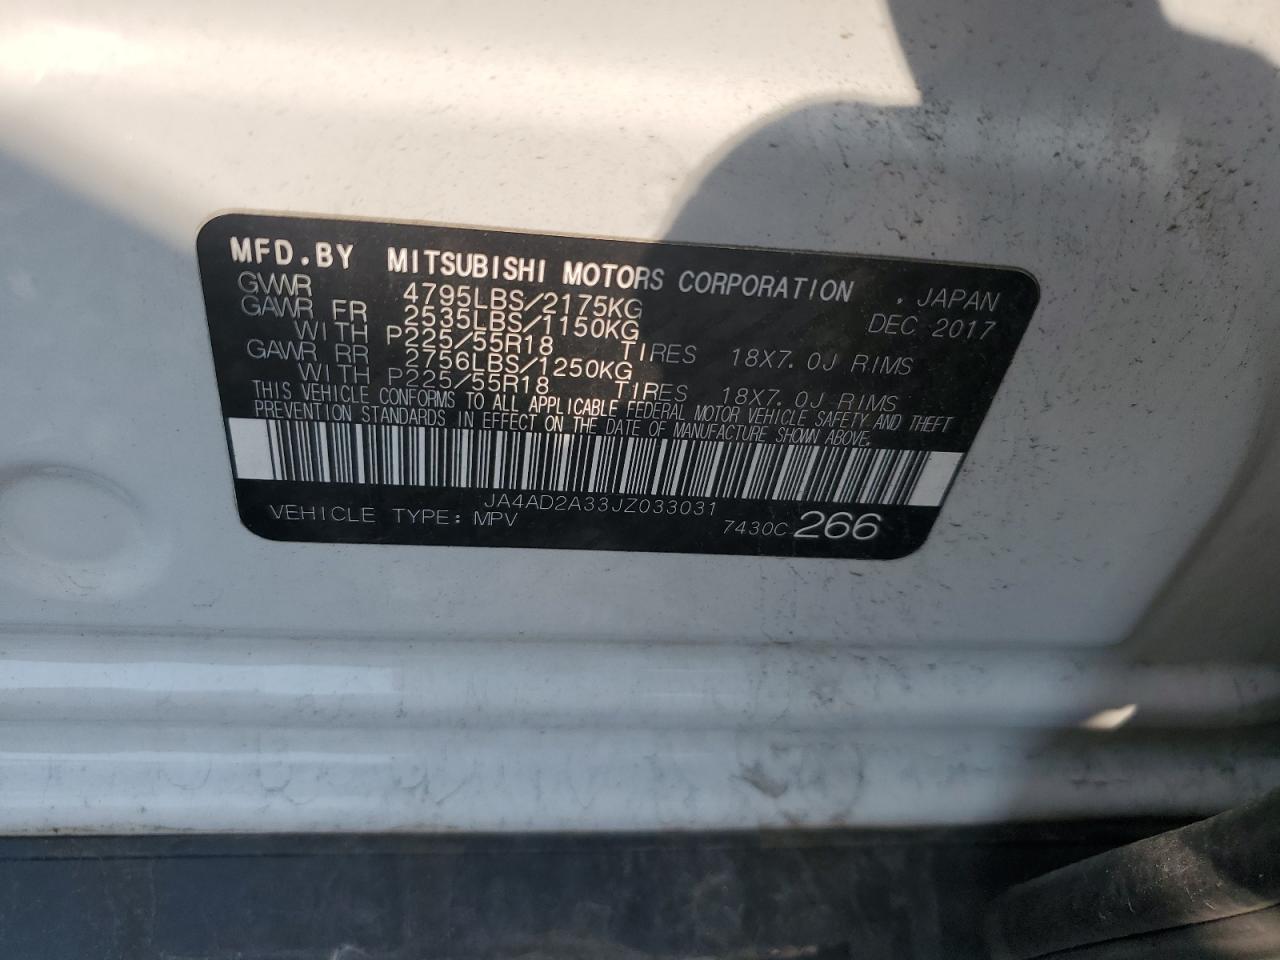 MFD.BY MITSUBISHI MOTORS CORPORATION , JAPAN
GVWR 4795LBS/2175KG DEC 2017
GAWR FR 2535LBS/1150KG
WITH P225/55R18 TIRES 18X7.0J RIMS
GAWR RR 2756LBS/1250KG
WITH P225/55R18 TIRES 18X7.0J RIMS
THIS VEHICLE CONFORMS TO ALL APPLICABLE FEDERAL MOTOR VEHICLE SAFETY AND THEFT
PREVENTION STANDARDS IN EFFECT ON THE DATE OF MANUFACTURE SHOWN ABOVE.
JA4AD2A33JZ033031
VEHICLE TYPE: MPV 7430C 266